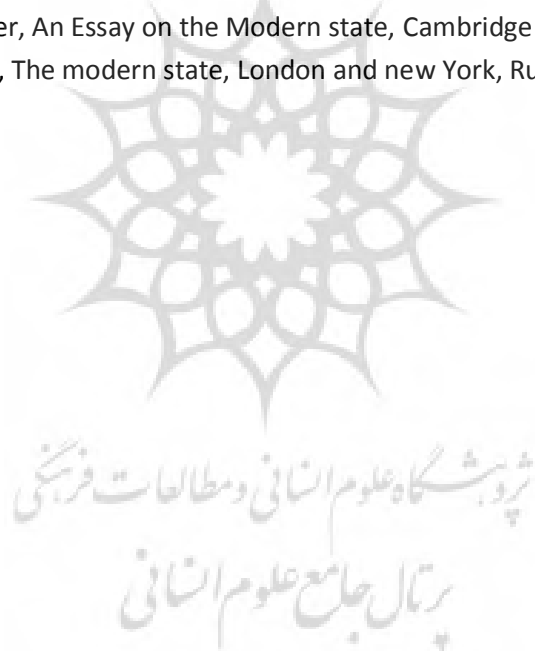 er, An Essay on the Modern state, Cambridge
, The modern state, London and new York, Ru
پژوهشگاه علوم انسانی و مطالعات فرهنگی
پرتال جامع علوم انسانی